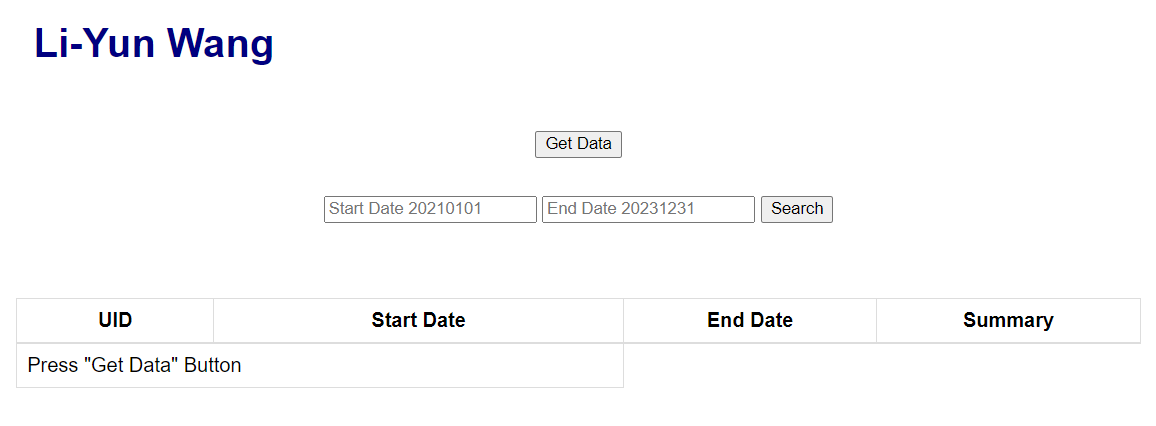 Li-Yun Wang
Get Data
Start Date 20210101 End Date 20231231 Search
UID Start Date End Date Summary
Press "Get Data" Button